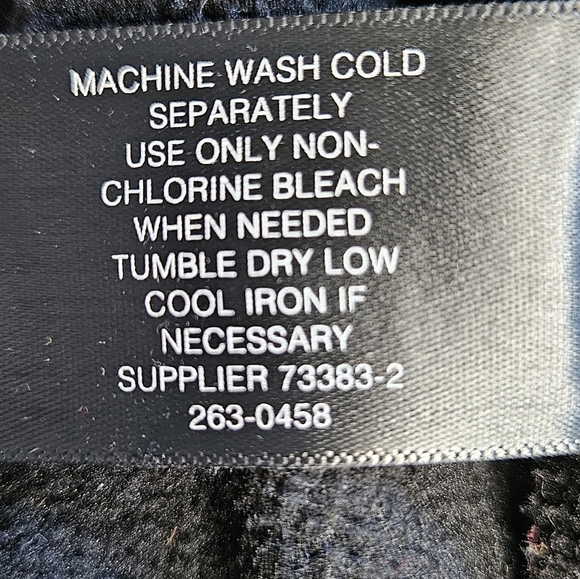 MACHINE WASH COLD
SEPARATELY
USE ONLY NON-
CHLORINE BLEACH
WHEN NEEDED
TUMBLE DRY LOW
COOL IRON IF
NECESSARY
SUPPLIER 73383-2
263-0458